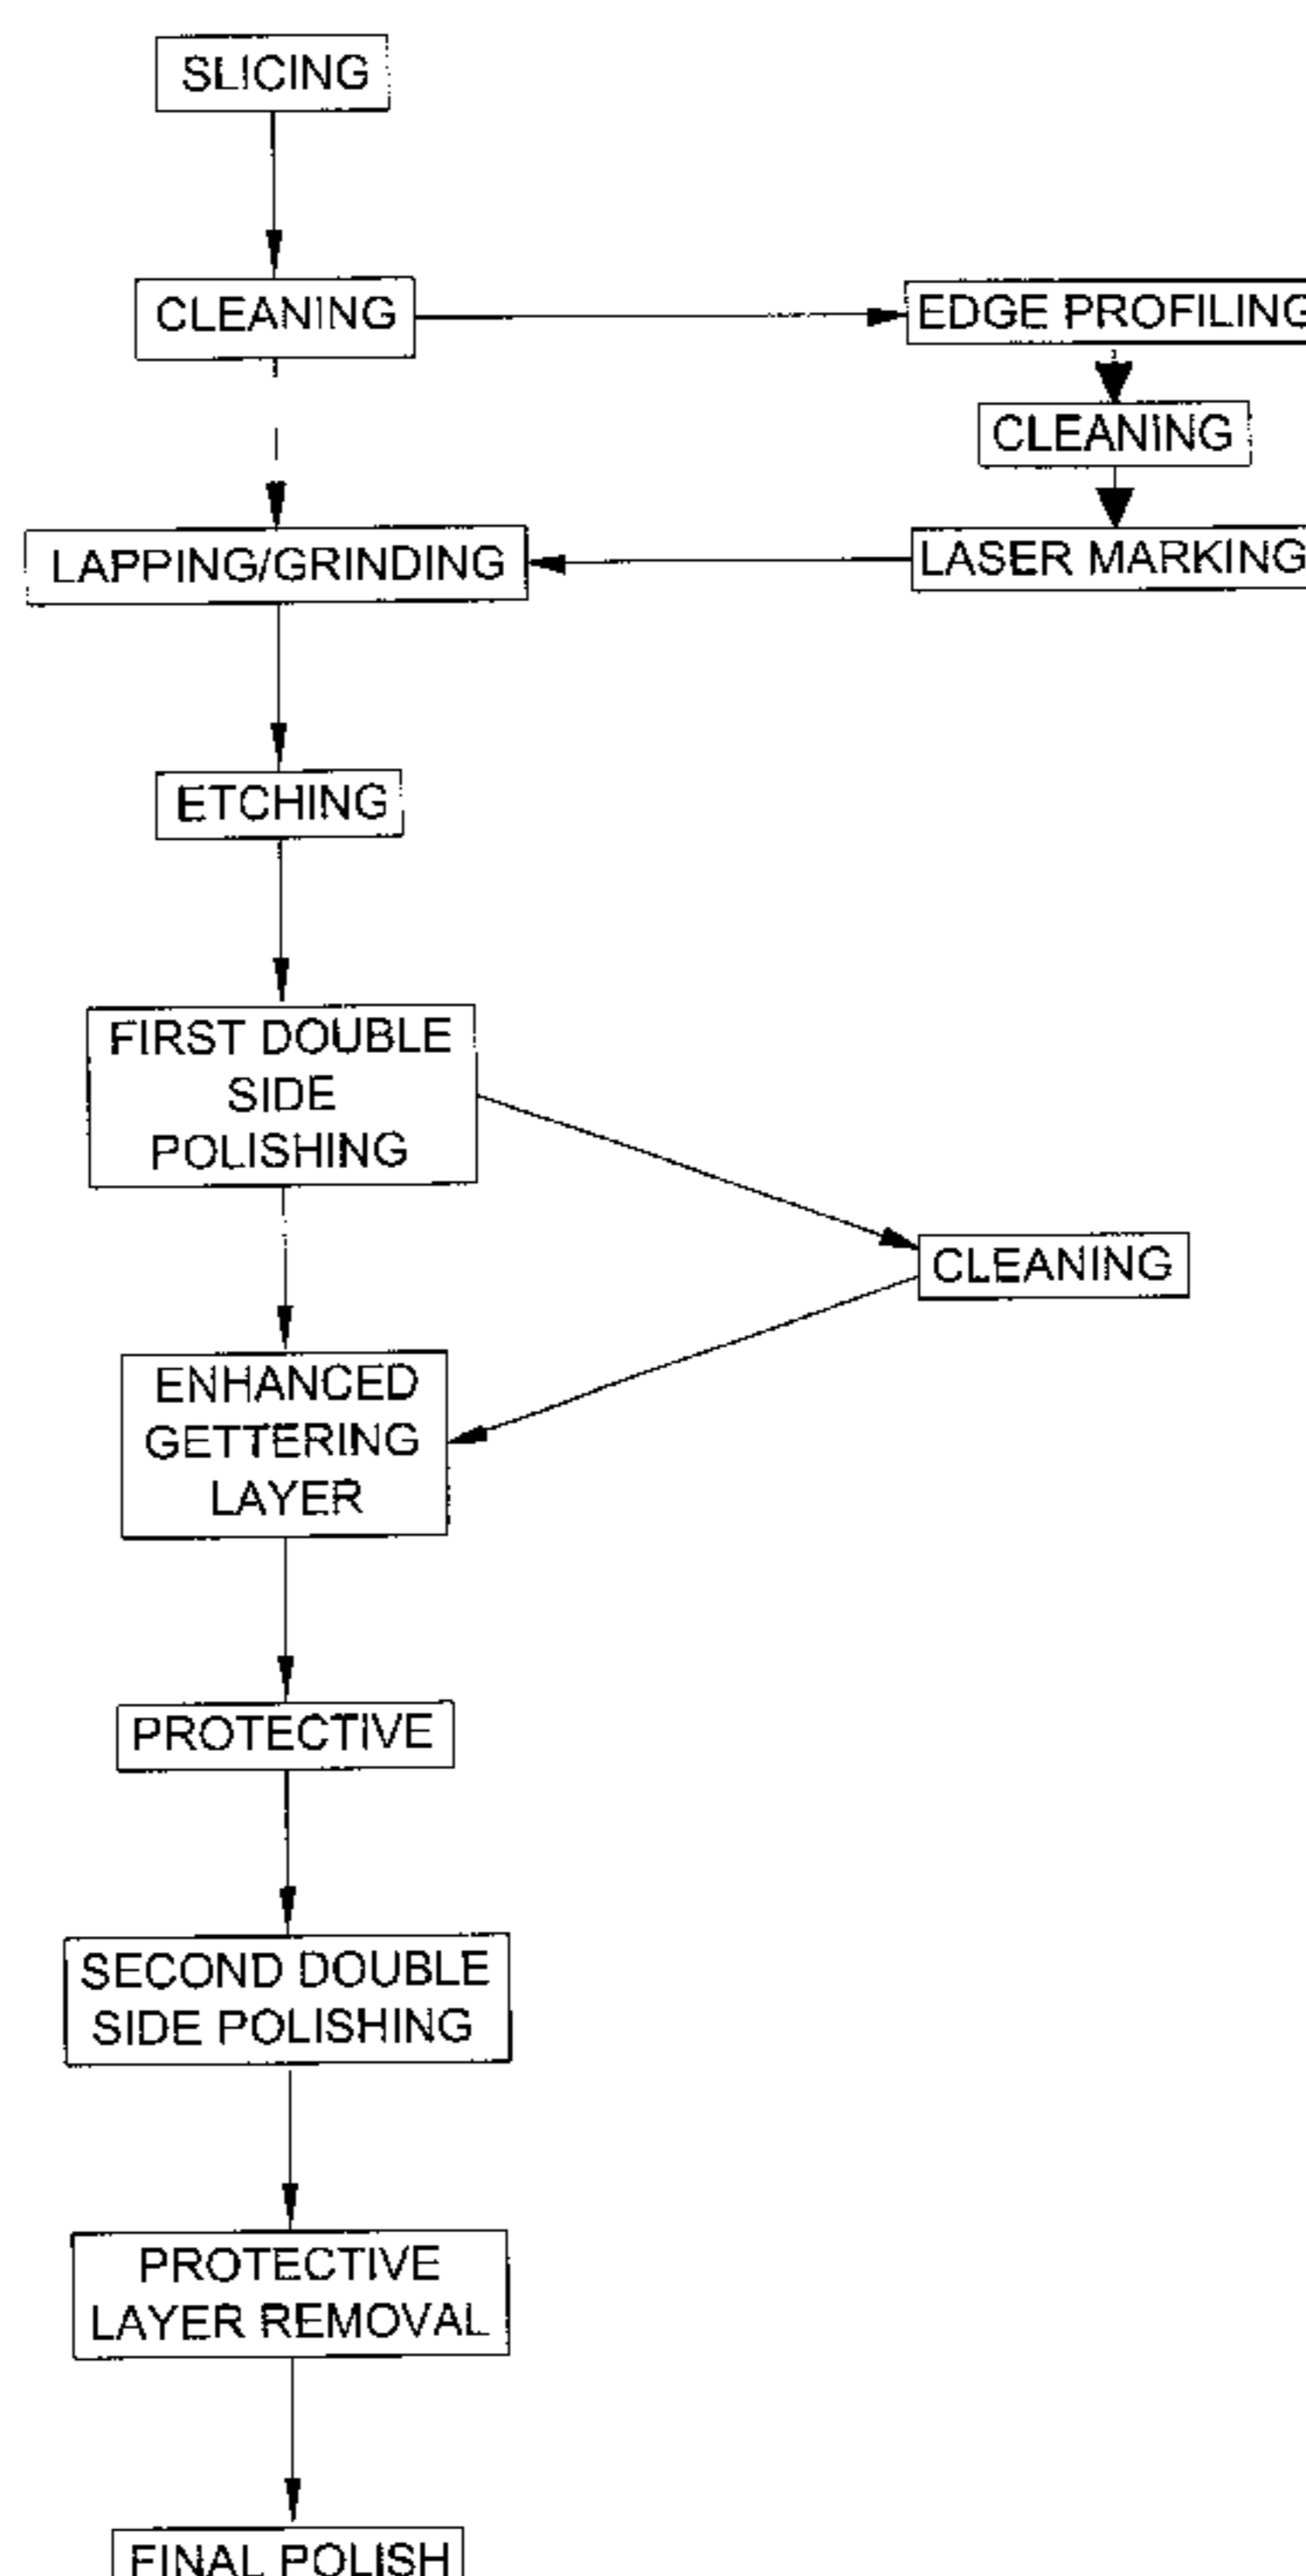 SLICING
CLEANING
EDGE PROFILING
CLEANING
LAPPING/GRINDING
LASER MARKING
ETCHING
FIRST DOUBLE
SIDE
POLISHING
CLEANING
ENHANCED
GETTERING
LAYER
PROTECTIVE
SECOND DOUBLE
SIDE POLISHING
PROTECTIVE
LAYER REMOVAL
FINAL POLISH